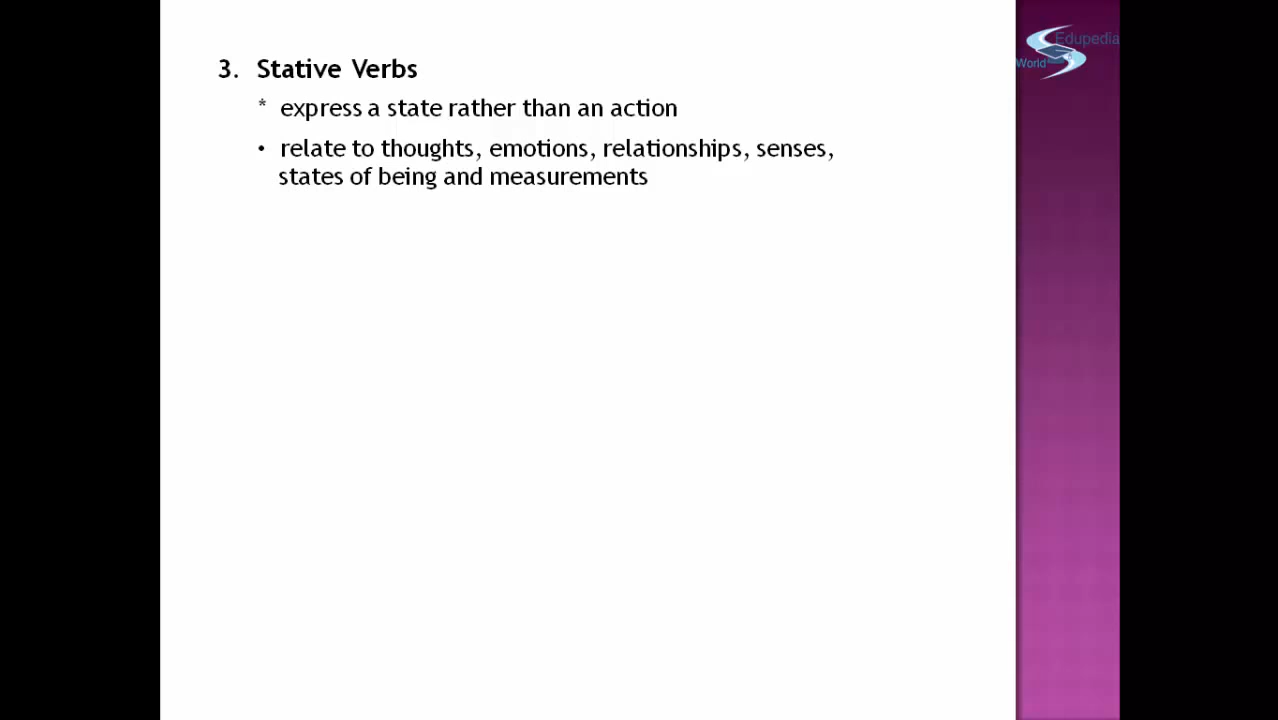 Edupedia
World
3. Stative Verbs
* express a state rather than an action
• relate to thoughts, emotions, relationships, senses,
states of being and measurements